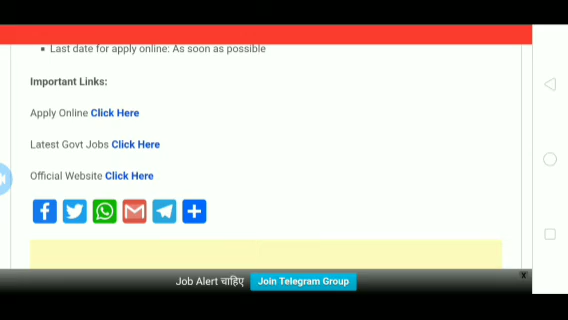 Last date for apply online: As soon as possible
Important Links:
Apply Online Click Here
Latest Govt Jobs Click Here
Official Website Click Here
Job Alert चाहिए Join Telegram Group
X